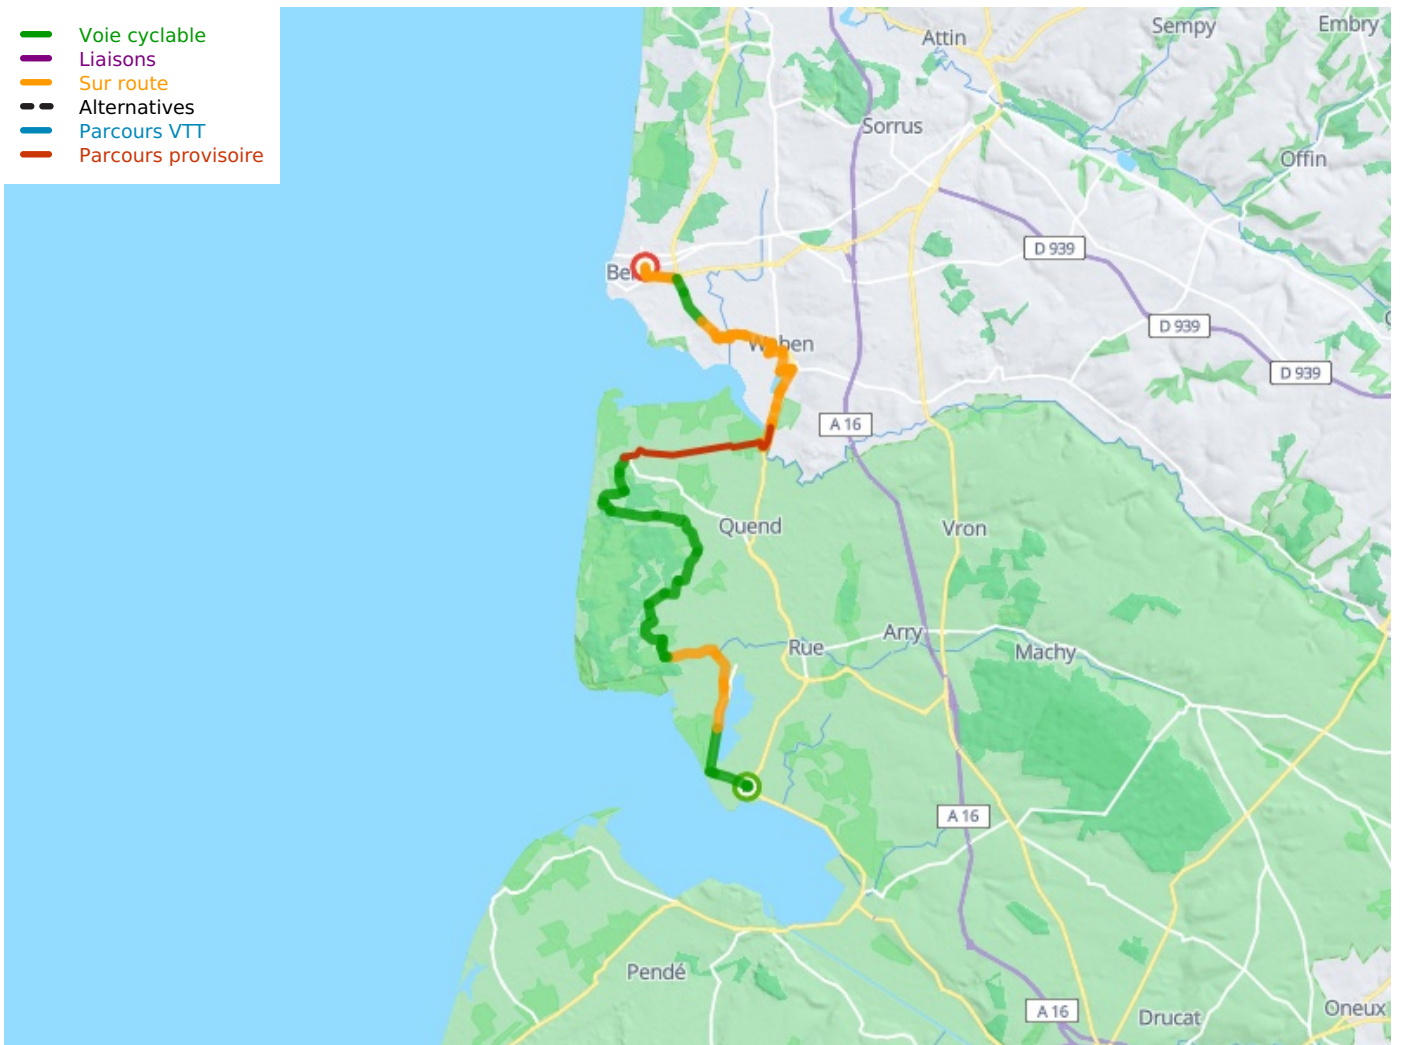 Voie cyclable
Liaisons
Sur route
Alternatives
Parcours VTT
Parcours provisoire
Attin
Sempy
Embry
Sorrus
Offin
D 939
D 939
D 939
A 16
Quend
Vron
Rue
Arry
Machy
A 16
Pendé
A 16
Drucat
Oneux